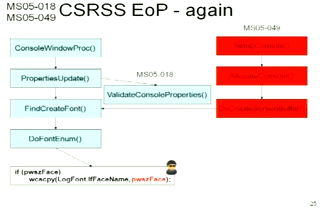 MS05-018
MS05-049
CSRSS EoP - again
MS05-049
ConsoleWindowProc()
PropertiesUpdate()
MS05-018
ValidateConsoleProperties()
FindCreateFont()
DoFontEnum()
if (pwszFace)
wcscpy(LogFont.lfFaceName, pwszFace);
25